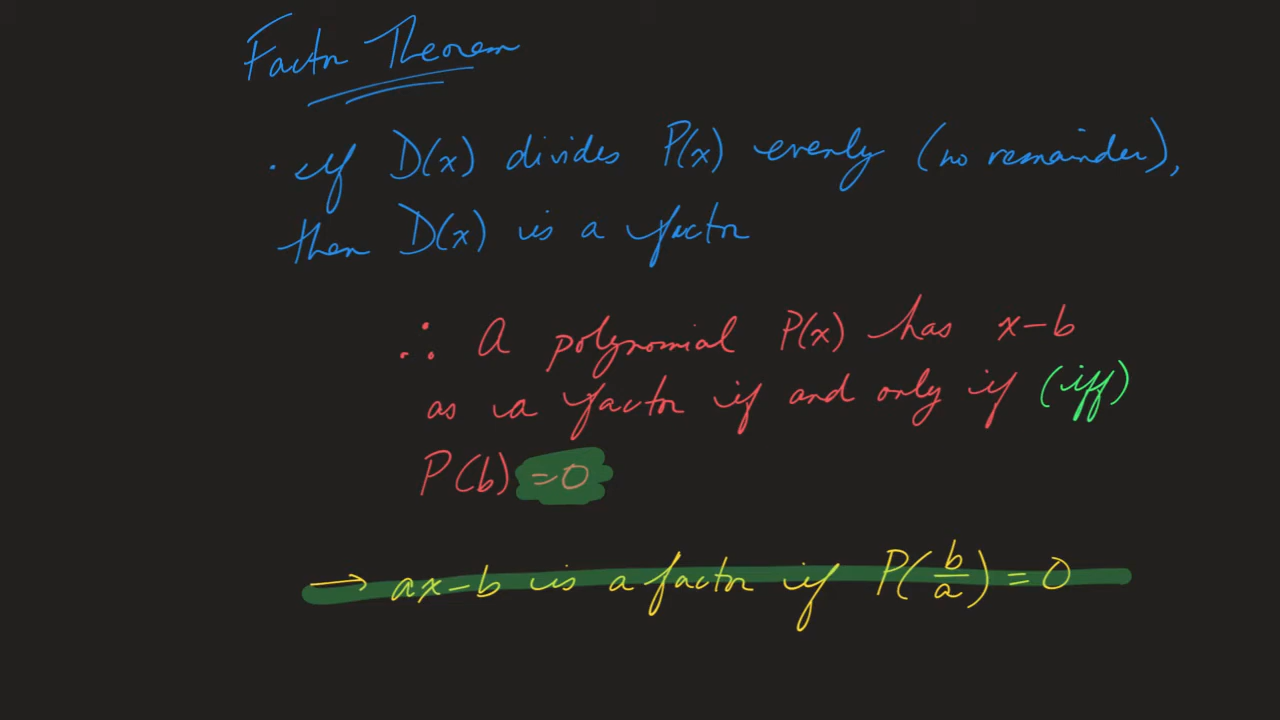 Factor Theorem
· if D(x) divides P(x) evenly (no remainder),
then D(x) is a factor
∴ A polynomial P(x) has x-b
as a factor if and only if (iff)
P(b) =0
→ ax-b is a factor if P(b/a) = 0